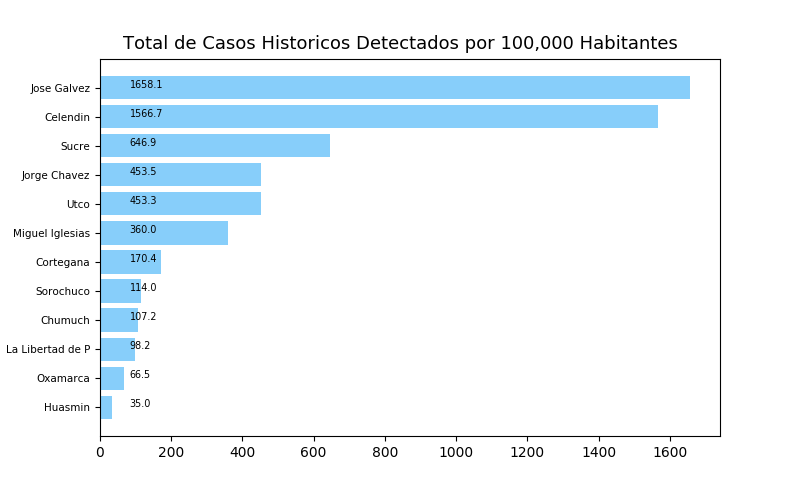 Total de Casos Historicos Detectados por 100,000 Habitantes
Jose Galvez 1658.1
Celendin 1566.7
Sucre 646.9
Jorge Chavez 453.5
Utco 453.3
Miguel Iglesias 360.0
Cortegana 170.4
Sorochuco 114.0
Chumuch 107.2
La Libertad de P 98.2
Oxamarca 66.5
Huasmin 35.0
0 200 400 600 800 1000 1200 1400 1600